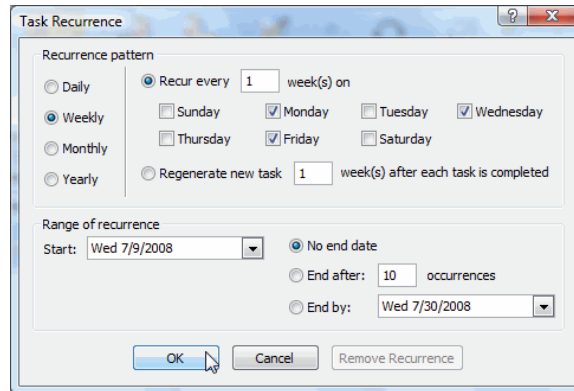 Task Recurrence
Recurrence pattern
Daily
Weekly
Monthly
Yearly
Recur every 1 week(s) on
Sunday Monday Tuesday Wednesday
Thursday Friday Saturday
Regenerate new task 1 week(s) after each task is completed
Range of recurrence
Start: Wed 7/9/2008
No end date
End after: 10 occurrences
End by: Wed 7/30/2008
OK Cancel Remove Recurrence